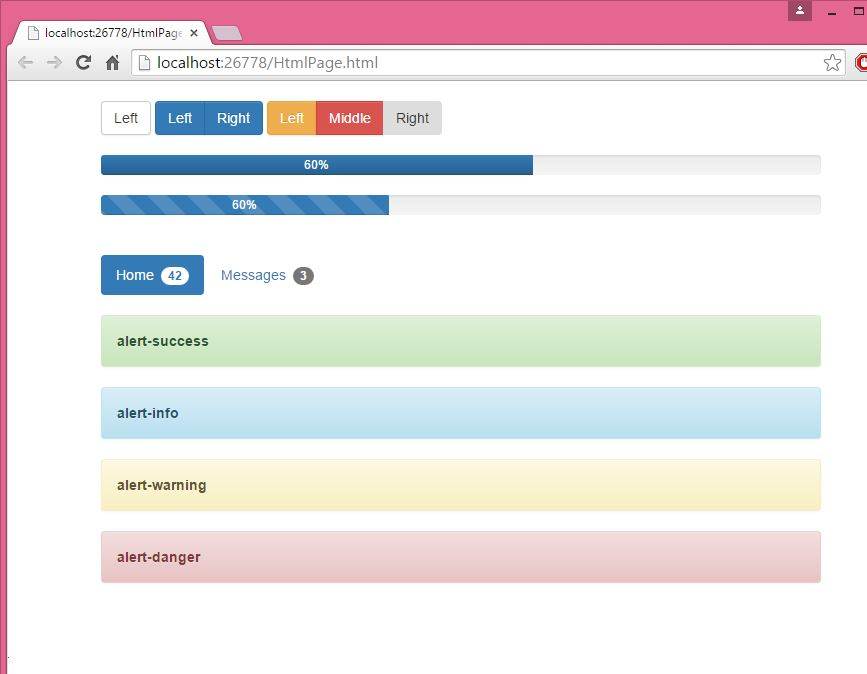 localhost:26778/HtmlPage
localhost:26778/HtmlPage.html
Left Left Right Left Middle Right
60%
60%
Home 42 Messages 3
alert-success
alert-info
alert-warning
alert-danger